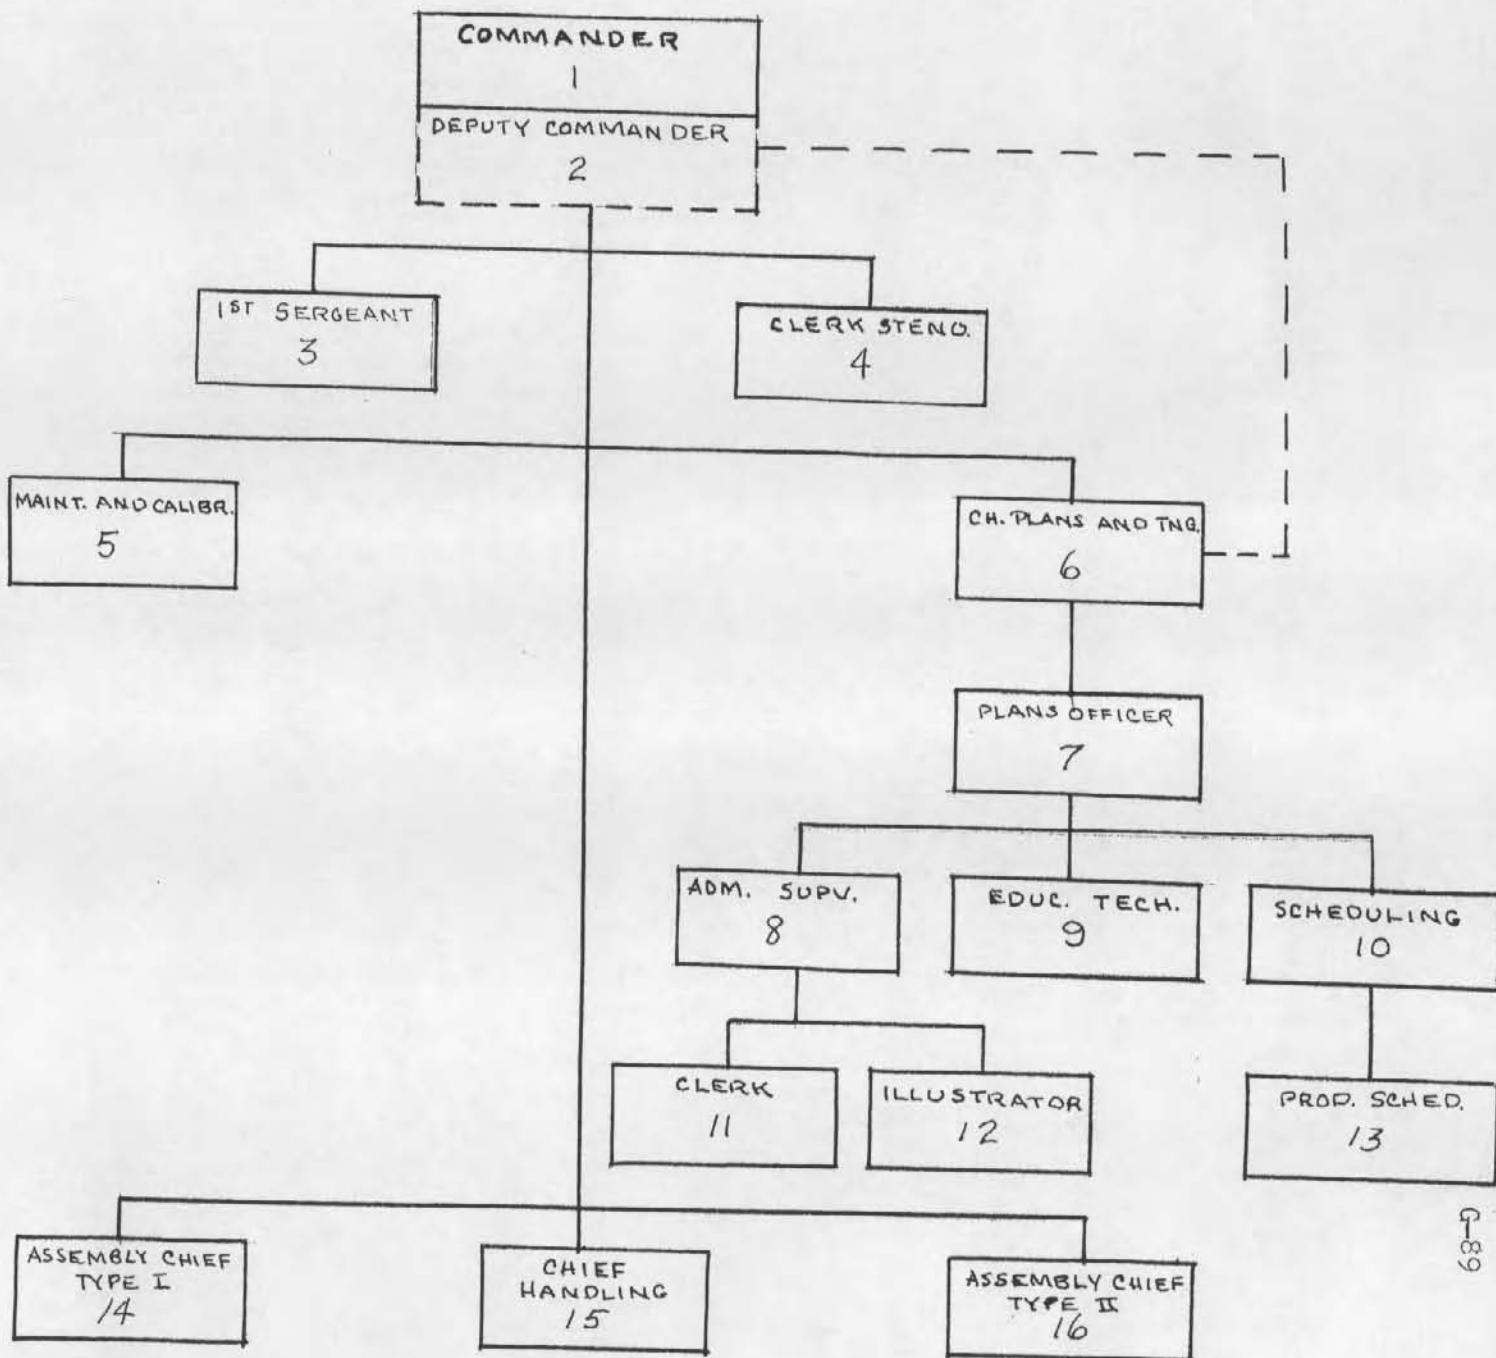 COMMANDER
1
DEPUTY COMMANDER
2
1ST SERGEANT
3
CLERK STENO.
4
MAINT. AND CALIBR.
5
CH. PLANS AND TNG.
6
PLANS OFFICER
7
ADM. SUPV.
8
EDUC. TECH.
9
SCHEDULING
10
CLERK
11
ILLUSTRATOR
12
PROD. SCHED.
13
ASSEMBLY CHIEF
TYPE I
14
CHIEF
HANDLING
15
ASSEMBLY CHIEF
TYPE II
16
G-89